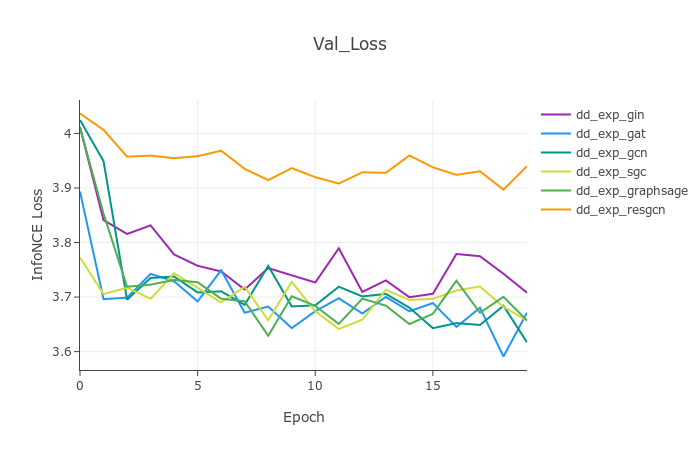 Val_Loss
InfoNCE Loss
4
3.9
3.8
3.7
3.6
0
5
10
15
Epoch
dd_exp_gin
dd_exp_gat
dd_exp_gcn
dd_exp_sgc
dd_exp_graphsage
dd_exp_resgcn